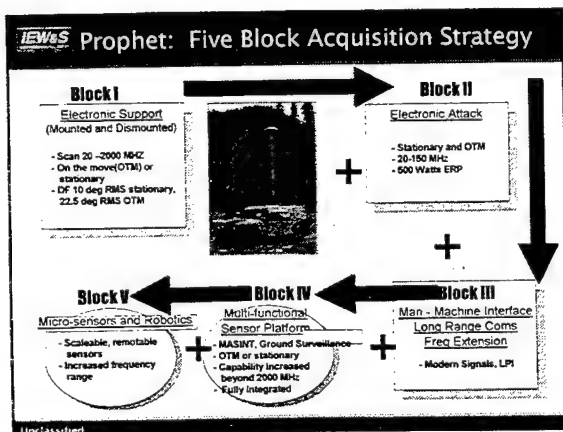 IEW&S Prophet: Five Block Acquisition Strategy
Block I
Electronic Support
(Mounted and Dismounted)
- Scan 20 –2000 MHZ
- On the move(OTM) or
stationary
- DF 10 deg RMS stationary,
22.5 deg RMS OTM
+
Block II
Electronic Attack
- Stationary and OTM
- 20-150 MHz
- 500 Watts ERP
+
Block III
Man - Machine Interface
Long Range Coms
Freq Extension
- Modern Signals, LPI
+
Block IV
Multi-functional
Sensor Platform
- MASINT, Ground Surveillance
- OTM or stationary
- Capability increased
beyond 2000 MHz
- Fully Integrated
+
Block V
Micro-sensors and Robotics
- Scaleable, remotable
sensors
- Increased frequency
range
Unclassified